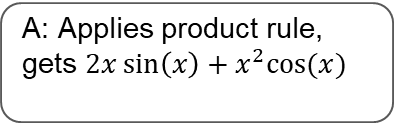 A: Applies product rule,
gets 2x sin(x) + x²cos(x)